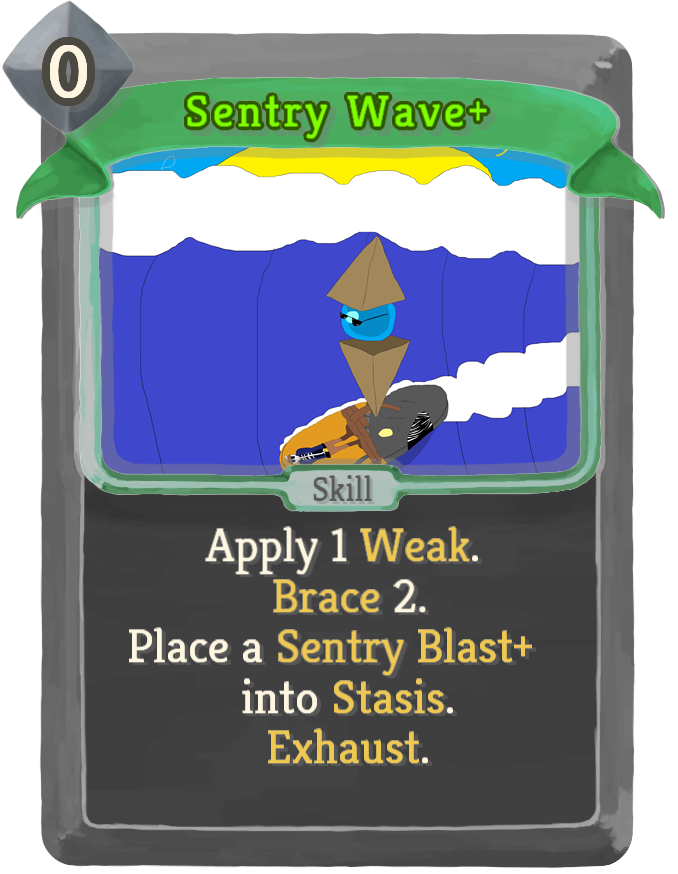 0
Sentry Wave+
Skill
Apply 1 Weak.
Brace 2.
Place a Sentry Blast+
into Stasis.
Exhaust.